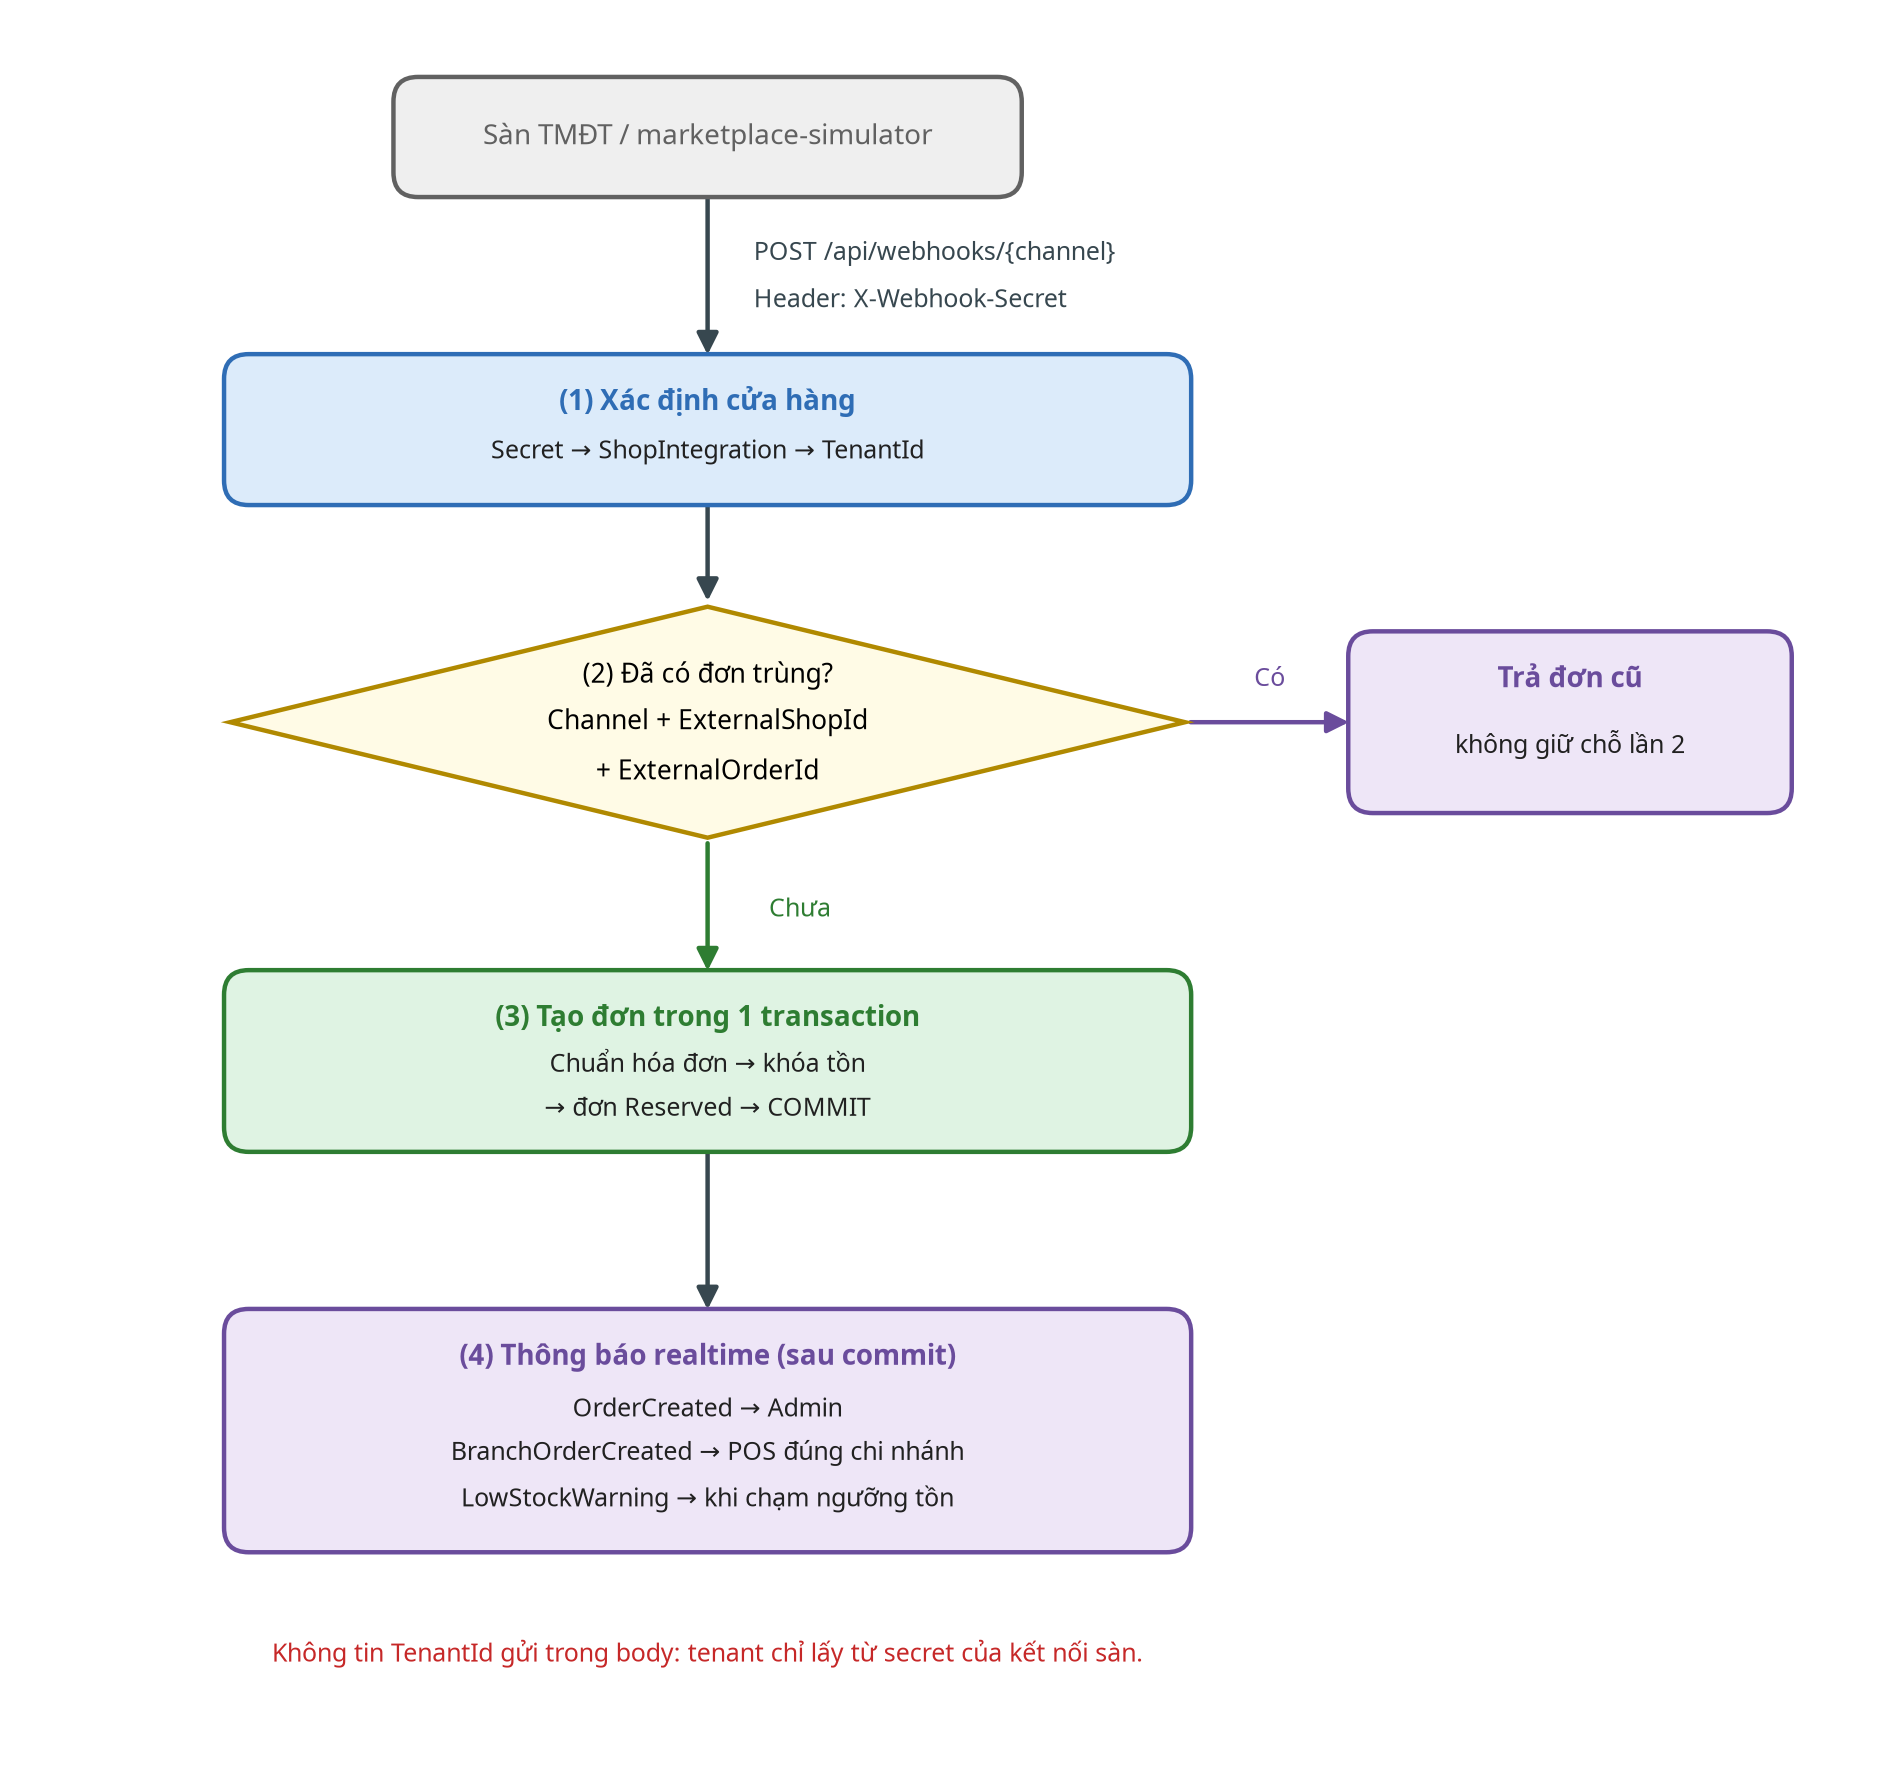 Sàn TMĐT / marketplace-simulator
POST /api/webhooks/{channel}
Header: X-Webhook-Secret
(1) Xác định cửa hàng
Secret → ShopIntegration → TenantId
(2) Đã có đơn trùng?
Channel + ExternalShopId
+ ExternalOrderId
Có
Trả đơn cũ
không giữ chỗ lần 2
Chưa
(3) Tạo đơn trong 1 transaction
Chuẩn hóa đơn → khóa tồn
→ đơn Reserved → COMMIT
(4) Thông báo realtime (sau commit)
OrderCreated → Admin
BranchOrderCreated → POS đúng chi nhánh
LowStockWarning → khi chạm ngưỡng tồn
Không tin TenantId gửi trong body: tenant chỉ lấy từ secret của kết nối sàn.